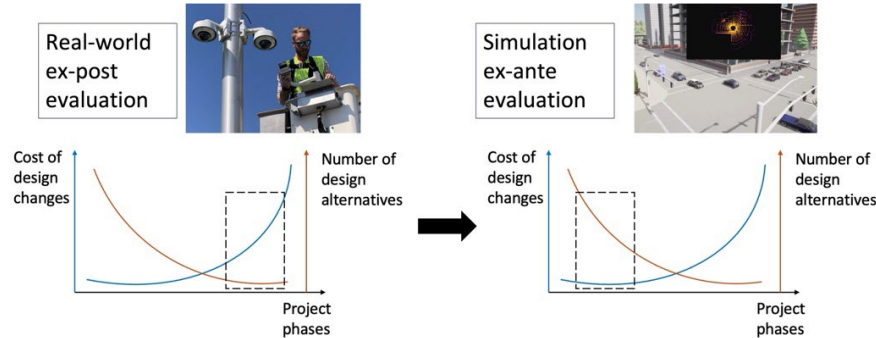 Real-world
ex-post
evaluation
Simulation
ex-ante
evaluation
Cost of
design
changes
Number of
design
alternatives
Project
phases
Cost of
design
changes
Number of
design
alternatives
Project
phases